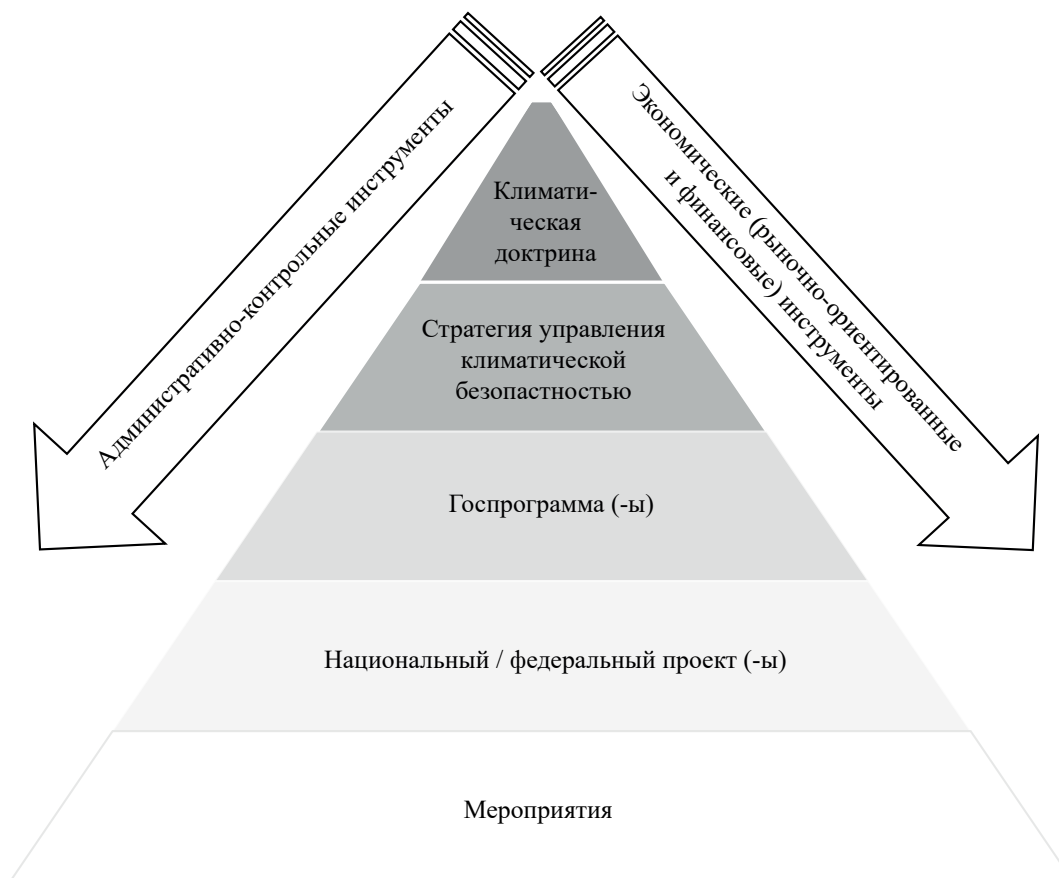 Административно-контрольные инструменты
Экономические (рыночно-ориентированные
и финансовые) инструменты
Климати-
ческая
доктрина
Стратегия управления
климатической
безопастностью
Госпрограмма (-ы)
Национальный / федеральный проект (-ы)
Мероприятия